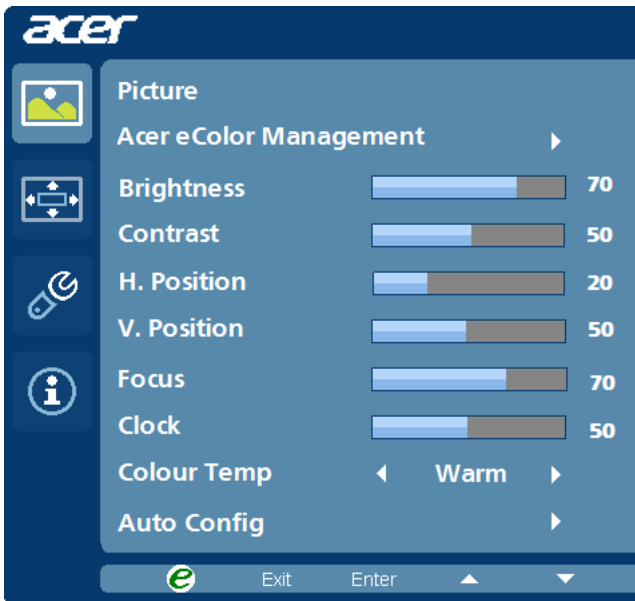 acer
Picture
Acer eColor Management
Brightness 70
Contrast 50
H. Position 20
V. Position 50
Focus 70
Clock 50
Colour Temp Warm
Auto Config
e Exit Enter